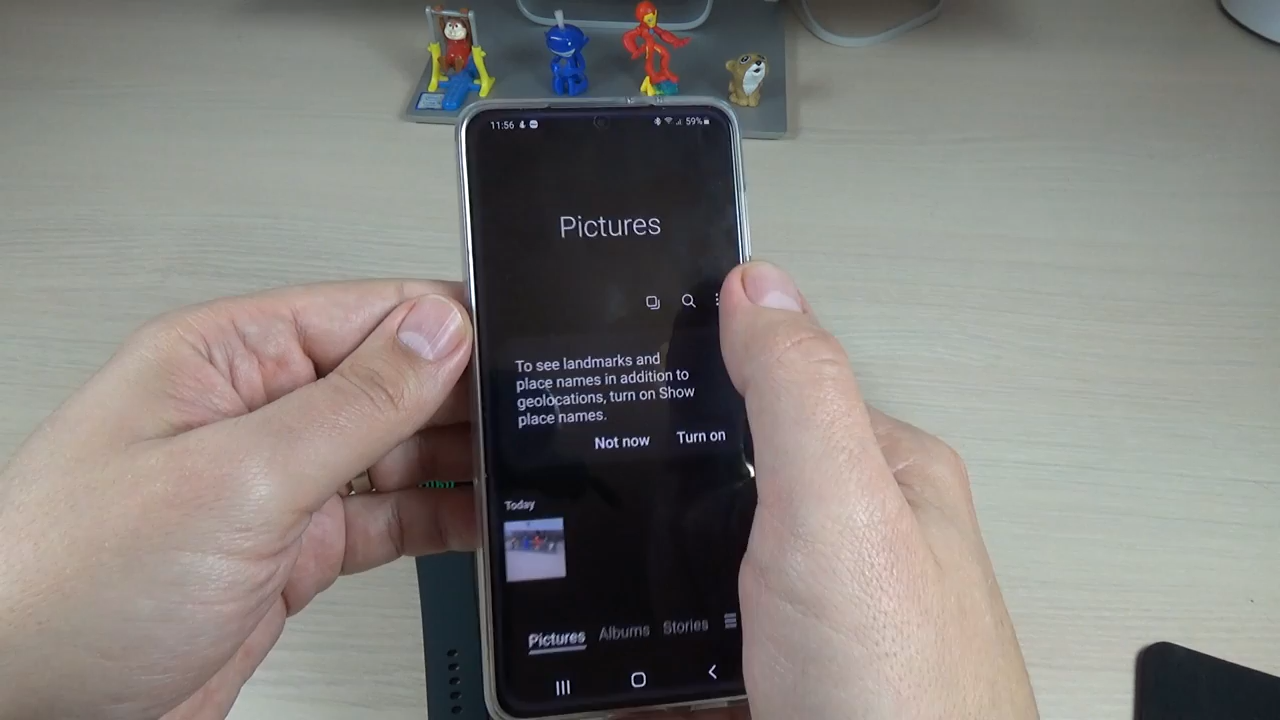 11:56 59%
Pictures
To see landmarks and
place names in addition to
geolocations, turn on Show
place names.
Not now Turn on
Today
Pictures Albums Stories